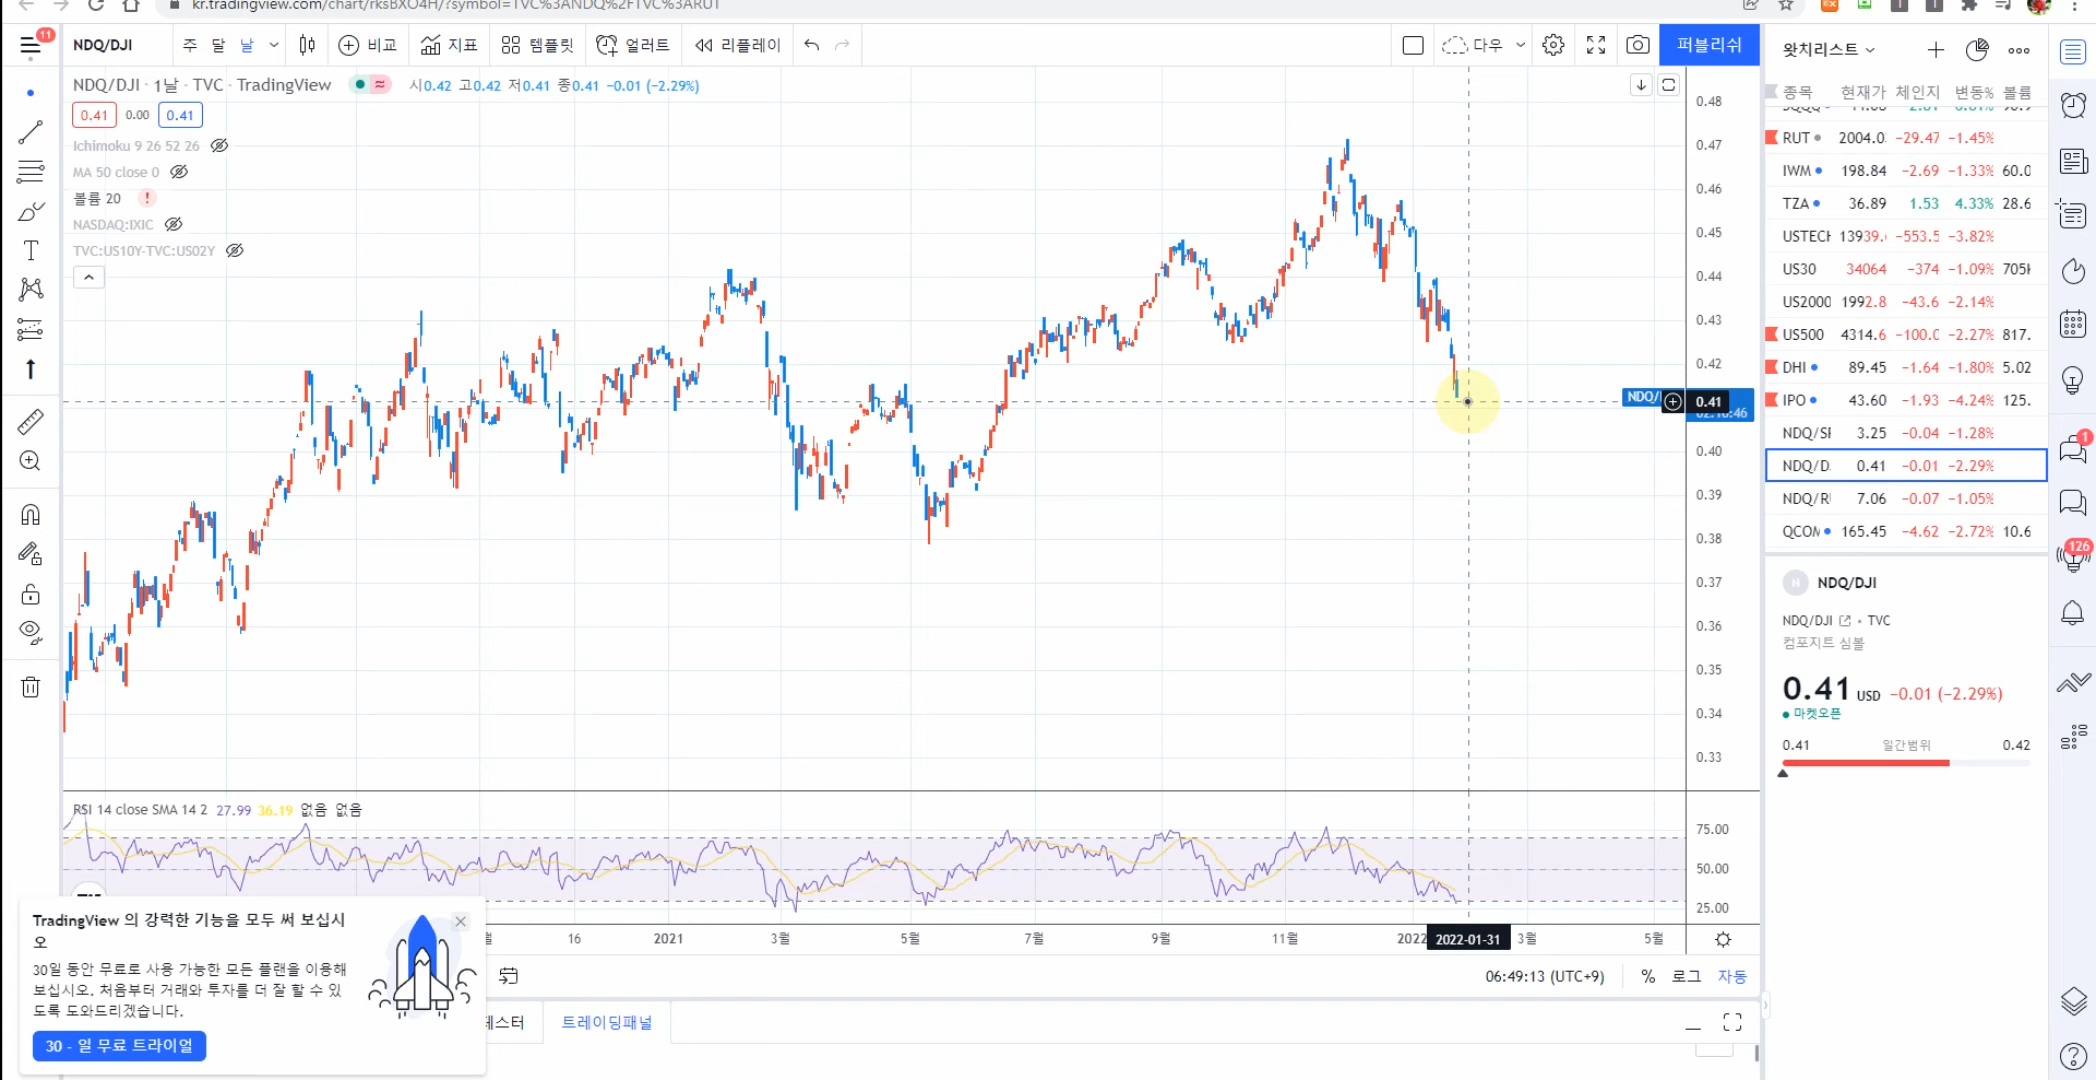 kr.tradingview.com/chart/rksBXO4H/?symbol=TVC%3ANDQ%2FTVC%3ARUT
11
NDQ/DJI 주 달 날 비교 지표 템플릿 얼러트 리플레이 다우 퍼블리쉬
NDQ/DJI · 1날 · TVC · TradingView 시0.42 고0.42 저0.41 종0.41 −0.01 (−2.29%)
0.41 0.00 0.41
Ichimoku 9 26 52 26
MA 50 close 0
볼륨 20 !
NASDAQ:IXIC
TVC:US10Y-TVC:US02Y
0.48
0.47
0.46
0.45
0.44
0.43
0.42
NDQ/ 0.41
0.40
0.39
0.38
0.37
0.36
0.35
0.34
0.33
RSI 14 close SMA 14 2 27.99 36.19 없음 없음
75.00
50.00
25.00
16 2021 3월 5월 7월 9월 11월 2022 2022-01-31 3월 5월
06:49:13 (UTC+9) % 로그 자동
트레이딩패널
TradingView 의 강력한 기능을 모두 써 보십시
오
30일 동안 무료로 사용 가능한 모든 플랜을 이용해
보십시오. 처음부터 거래와 투자를 더 잘 할 수 있
도록 도와드리겠습니다.
30 - 일 무료 트라이얼
왓치리스트
종목 현재가 체인지 변동% 볼륨
RUT 2004.0 −29.47 −1.45%
IWM 198.84 −2.69 −1.33% 60.0
TZA 36.89 1.53 4.33% 28.6
USTECH 13939. −553.5 −3.82%
US30 34064 −374 −1.09% 705
US2000 1992.8 −43.6 −2.14%
US500 4314.6 −100.0 −2.27% 817.
DHI 89.45 −1.64 −1.80% 5.02
IPO 43.60 −1.93 −4.24% 125.
NDQ/S 3.25 −0.04 −1.28%
NDQ/D 0.41 −0.01 −2.29%
NDQ/R 7.06 −0.07 −1.05%
QCOM 165.45 −4.62 −2.72% 10.6
N NDQ/DJI
NDQ/DJI · TVC
컴포지트 심볼
0.41 USD −0.01 (−2.29%)
마켓오픈
0.41 일간범위 0.42
1
126